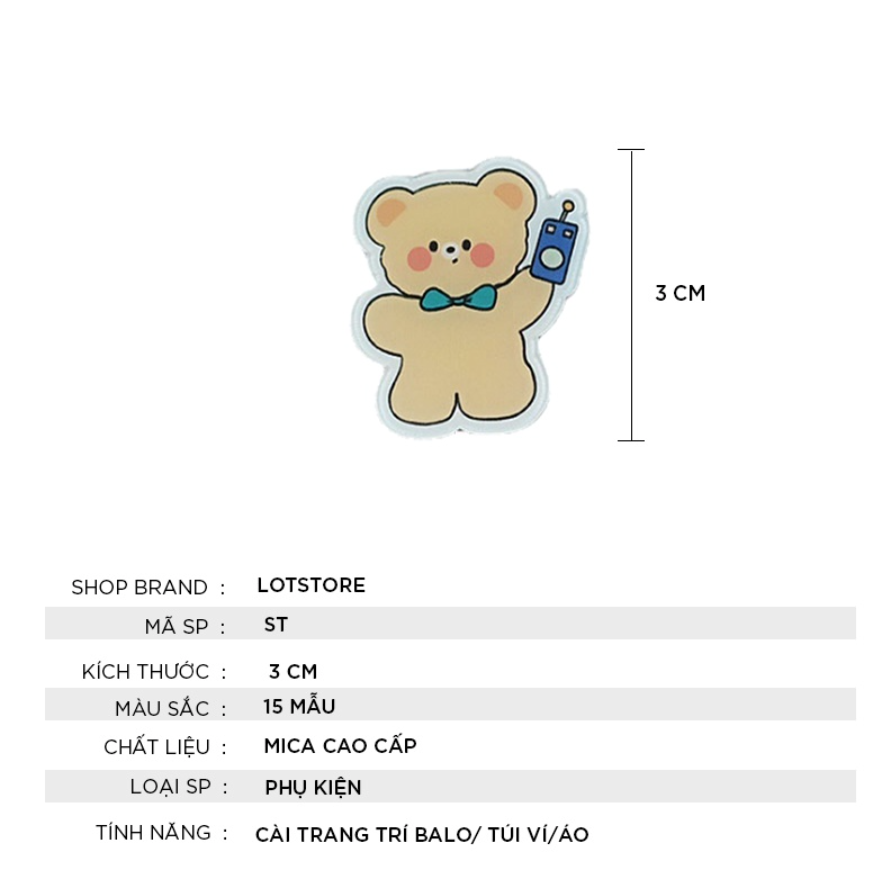 3 CM
SHOP BRAND : LOTSTORE
MÃ SP : ST
KÍCH THƯỚC : 3 CM
MÀU SẮC : 15 MẪU
CHẤT LIỆU : MICA CAO CẤP
LOẠI SP : PHỤ KIỆN
TÍNH NĂNG : CÀI TRANG TRÍ BALO/ TÚI VÍ/ÁO